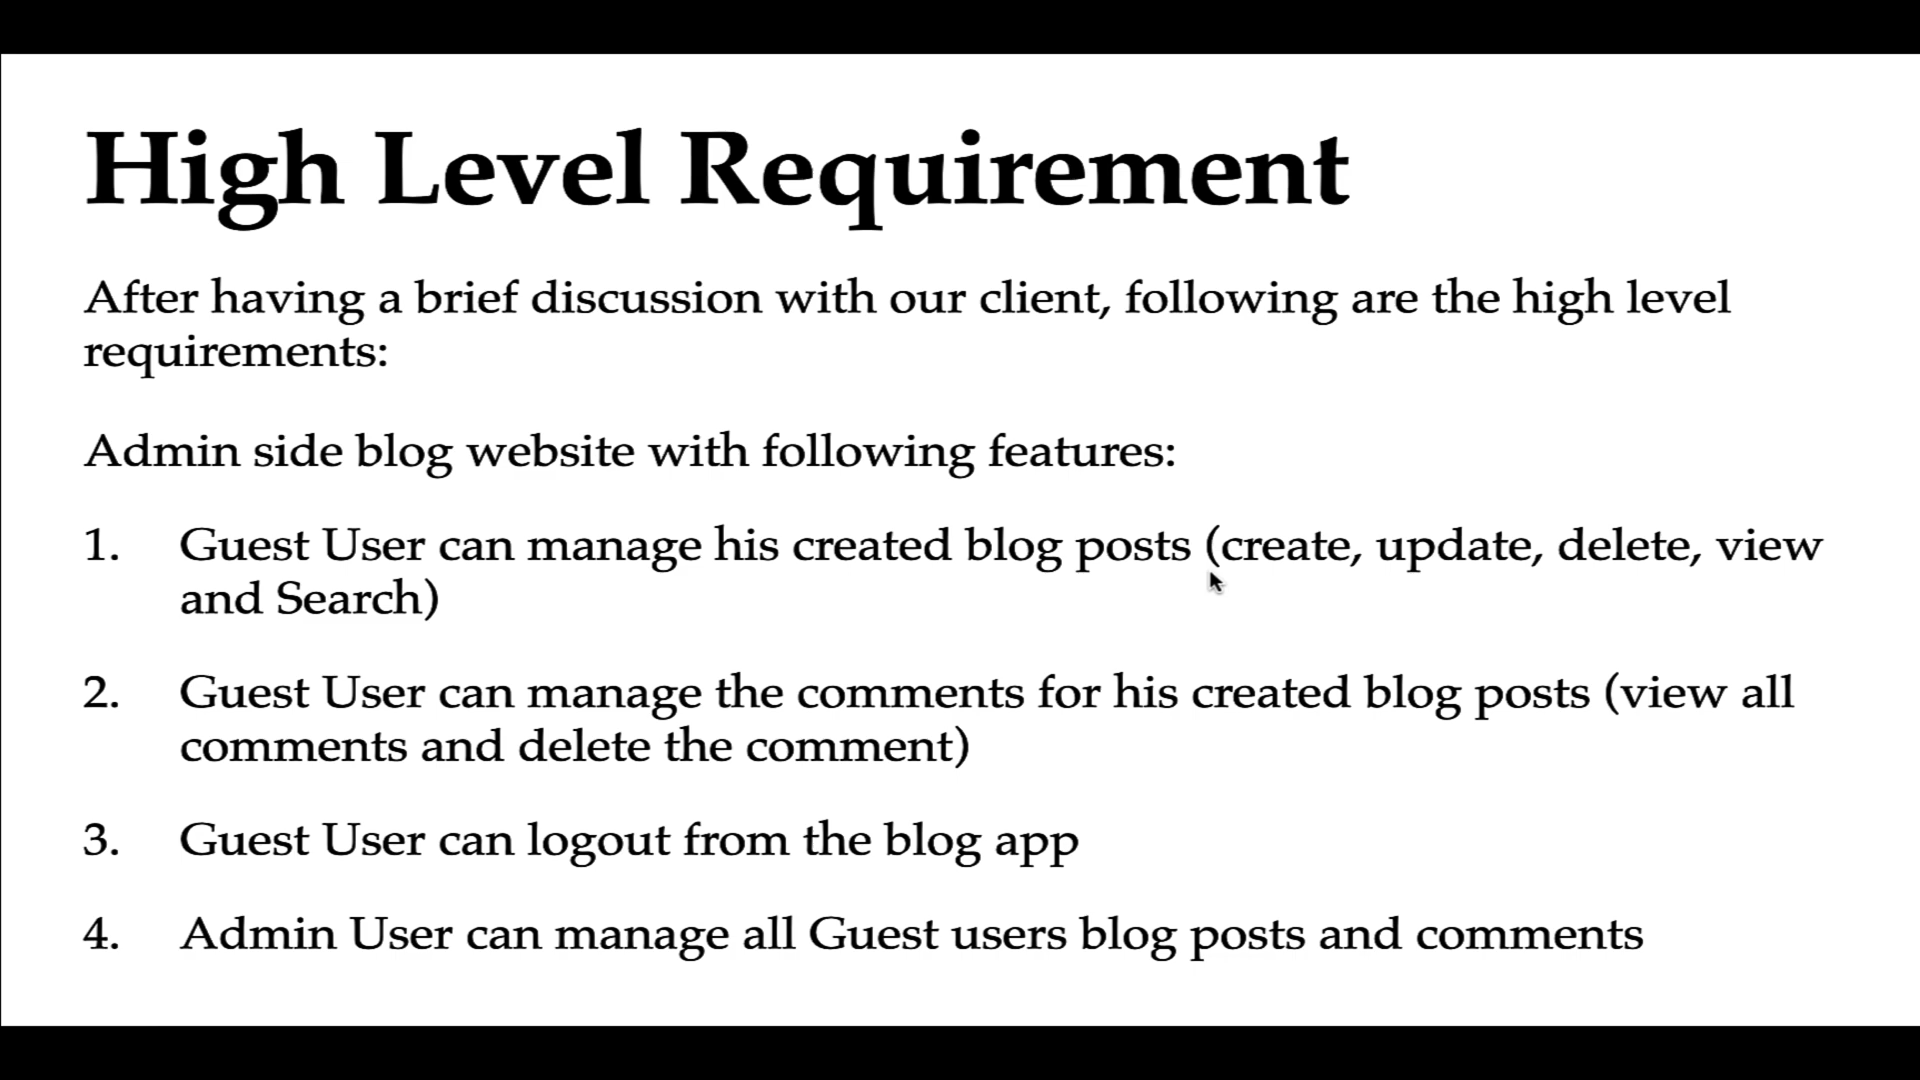 High Level Requirement
After having a brief discussion with our client, following are the high level
requirements:
Admin side blog website with following features:
1. Guest User can manage his created blog posts (create, update, delete, view
and Search)
2. Guest User can manage the comments for his created blog posts (view all
comments and delete the comment)
3. Guest User can logout from the blog app
4. Admin User can manage all Guest users blog posts and comments